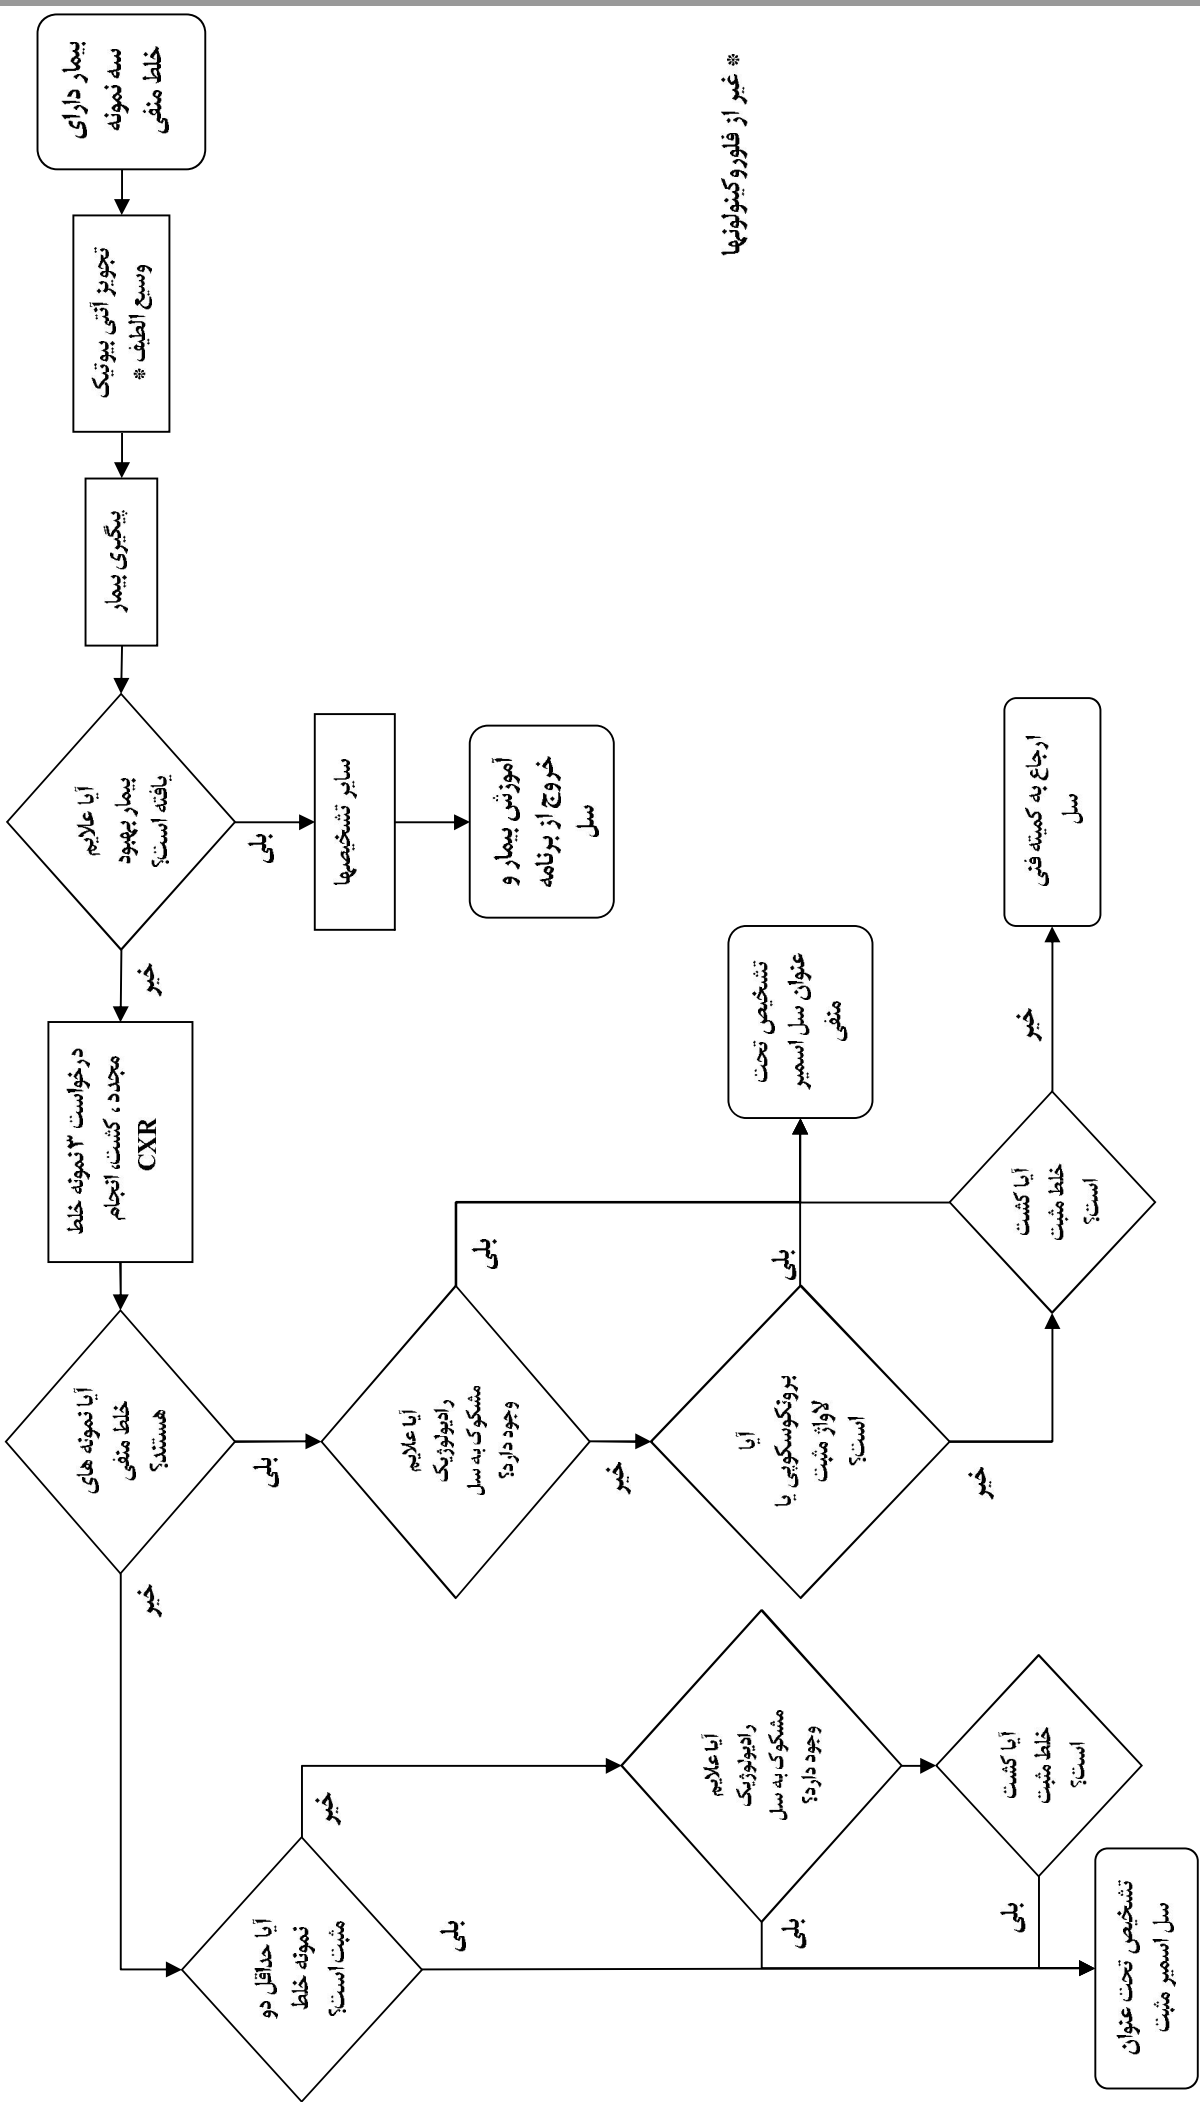 بیمار دارای
سه نمونه
خلط منفی
تجویز آنتی بیوتیک
وسیع الطیف *
پیگیری بیمار
آیا علایم
بیمار بهبود
یافته است؟
بلی
سایر تشخیصها
آموزش بیمار و
خروج از برنامه
سل
خیر
درخواست ۳ نمونه خلط
مجدد، کشت، انجام
CXR
آیا نمونه های
خلط منفی
هستند؟
بلی
آیا علایم
رادیولوژیک
مشکوک به سل
وجود دارد؟
بلی
خیر
آیا
برونکوسکوپی یا
لاواژ مثبت
است؟
بلی
تشخیص تحت
عنوان سل اسمیر
منفی
خیر
آیا کشت
خلط مثبت
است؟
خیر
ارجاع به کمیته فنی
سل
خیر
آیا حداقل دو
نمونه خلط
مثبت است؟
خیر
بلی
آیا علایم
رادیولوژیک
مشکوک به سل
وجود دارد؟
بلی
آیا کشت
خلط مثبت
است؟
بلی
تشخیص تحت عنوان
سل اسمیر مثبت
* غیر از فلوروکینولونها